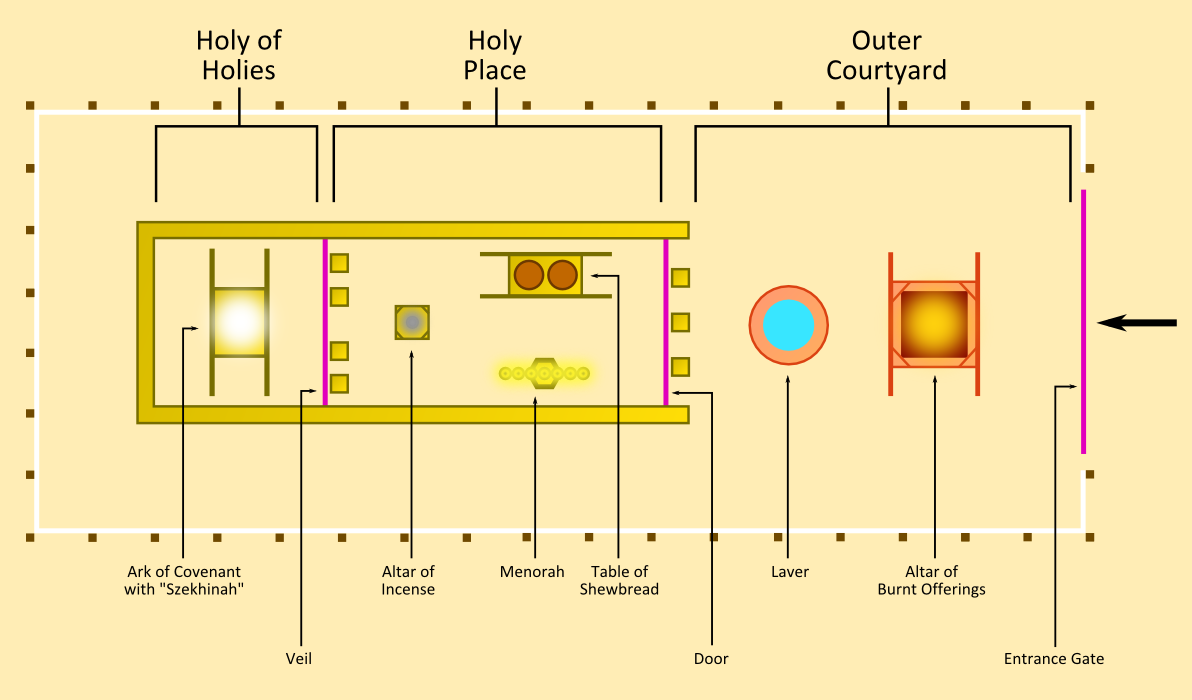 Holy of
Holies
Holy
Place
Outer
Courtyard
Ark of Covenant
with "Szekhinah"
Altar of
Incense
Menorah
Table of
Shewbread
Laver
Altar of
Burnt Offerings
Veil
Door
Entrance Gate